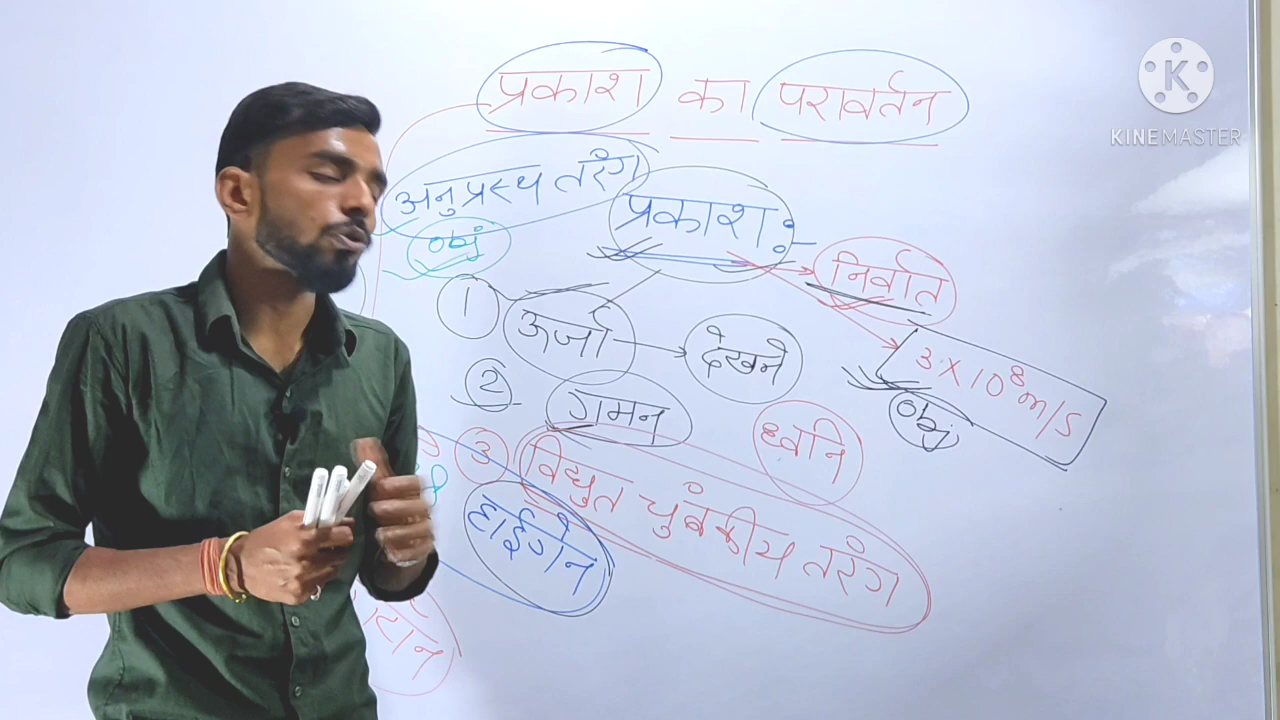 प्रकाश का परावर्तन
KINEMASTER
अनुप्रस्थ तरंग
प्रकाश :-
obj
निर्वात
① ऊर्जा → देखने
3 X 10⁸ m/s
② गमन
obj
ध्वनि
③ विद्युत चुंबकीय तरंग
हाईगेन